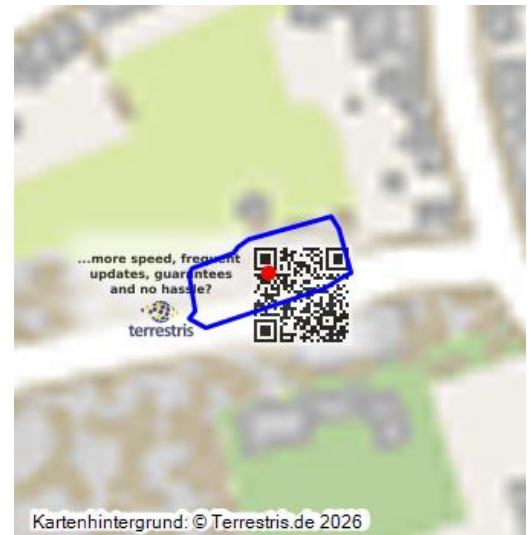 ...more speed, frequent
updates, guarantees
and no hassle?
terrestris
Kartenhintergrund: © Terrestris.de 2026